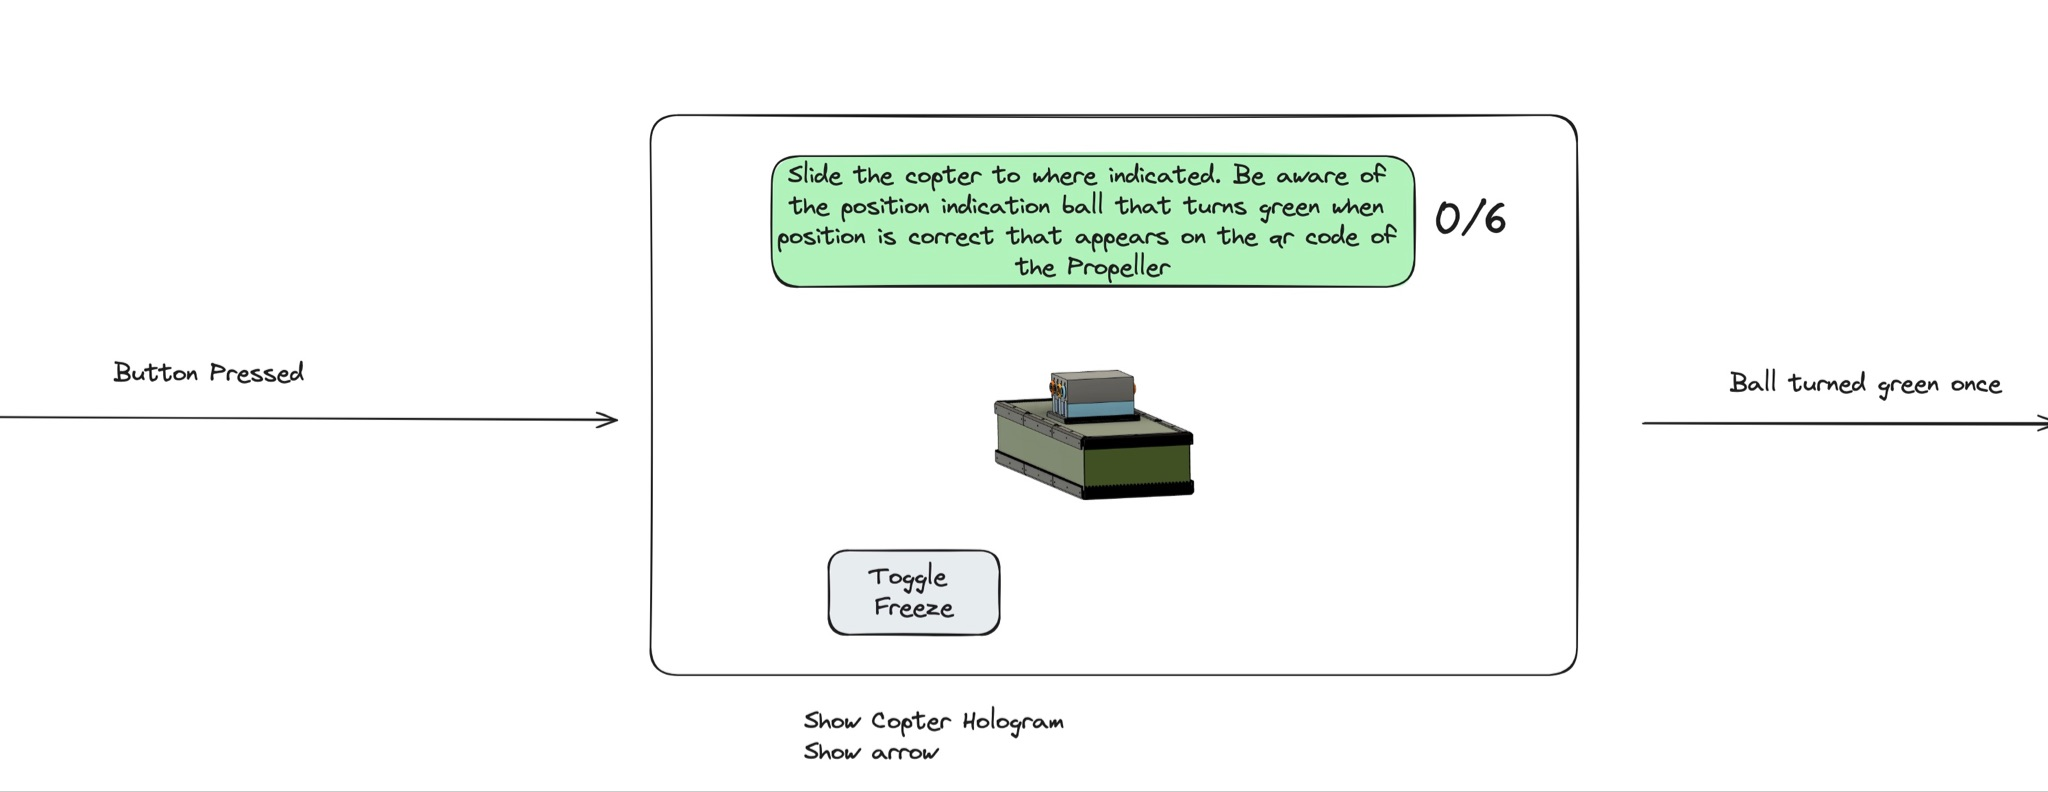 Slide the copter to where indicated. Be aware of
the position indication ball that turns green when
position is correct that appears on the qr code of
the Propeller
0/6
Button Pressed
Ball turned green once
Toggle
Freeze
Show Copter Hologram
Show arrow